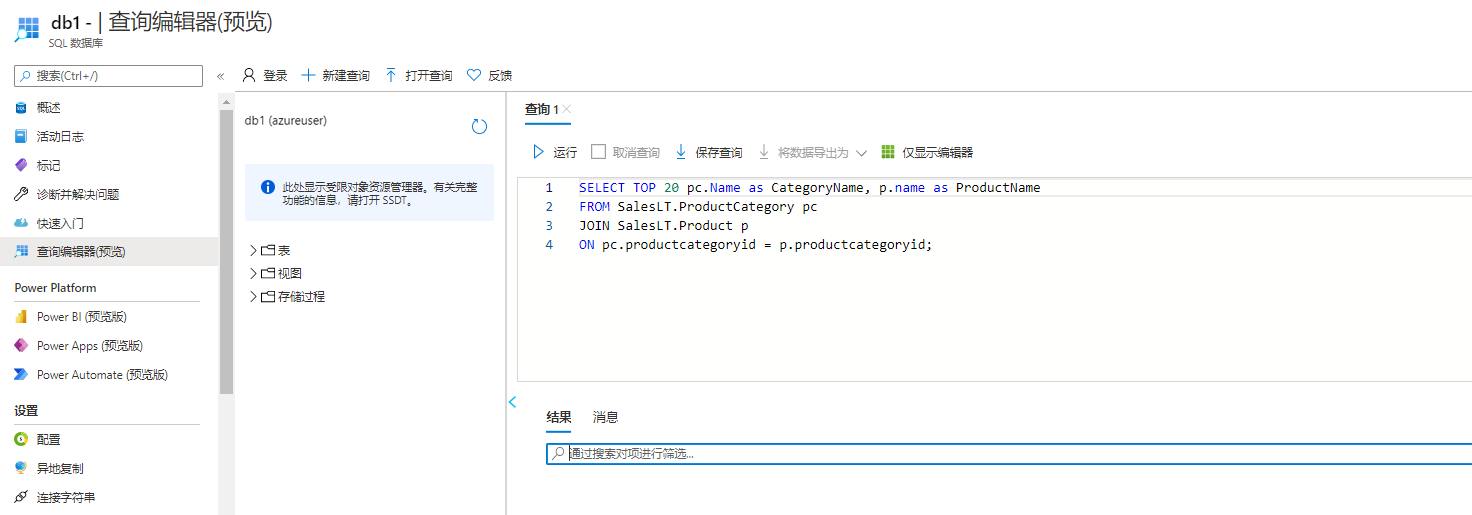 db1 - | 查询编辑器(预览)
SQL 数据库
搜索(Ctrl+/)
«
概述
活动日志
标记
诊断并解决问题
快速入门
查询编辑器(预览)
Power Platform
Power BI (预览版)
Power Apps (预览版)
Power Automate (预览版)
设置
配置
异地复制
连接字符串
登录
新建查询
打开查询
反馈
db1 (azureuser)
此处显示受限对象资源管理器。有关完整
功能的信息，请打开 SSDT。
表
视图
存储过程
查询 1
运行
取消查询
保存查询
将数据导出为
仅显示编辑器
1 SELECT TOP 20 pc.Name as CategoryName, p.name as ProductName
2 FROM SalesLT.ProductCategory pc
3 JOIN SalesLT.Product p
4 ON pc.productcategoryid = p.productcategoryid;
结果
消息
通过搜索对项进行筛选...